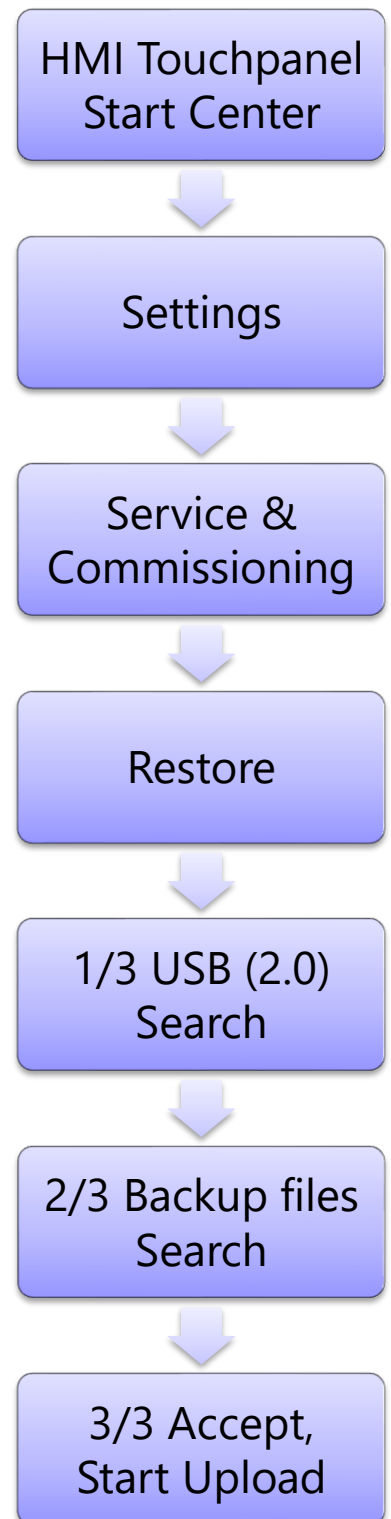 HMI Touchpanel
Start Center
Settings
Service &
Commissioning
Restore
1/3 USB (2.0)
Search
2/3 Backup files
Search
3/3 Accept,
Start Upload